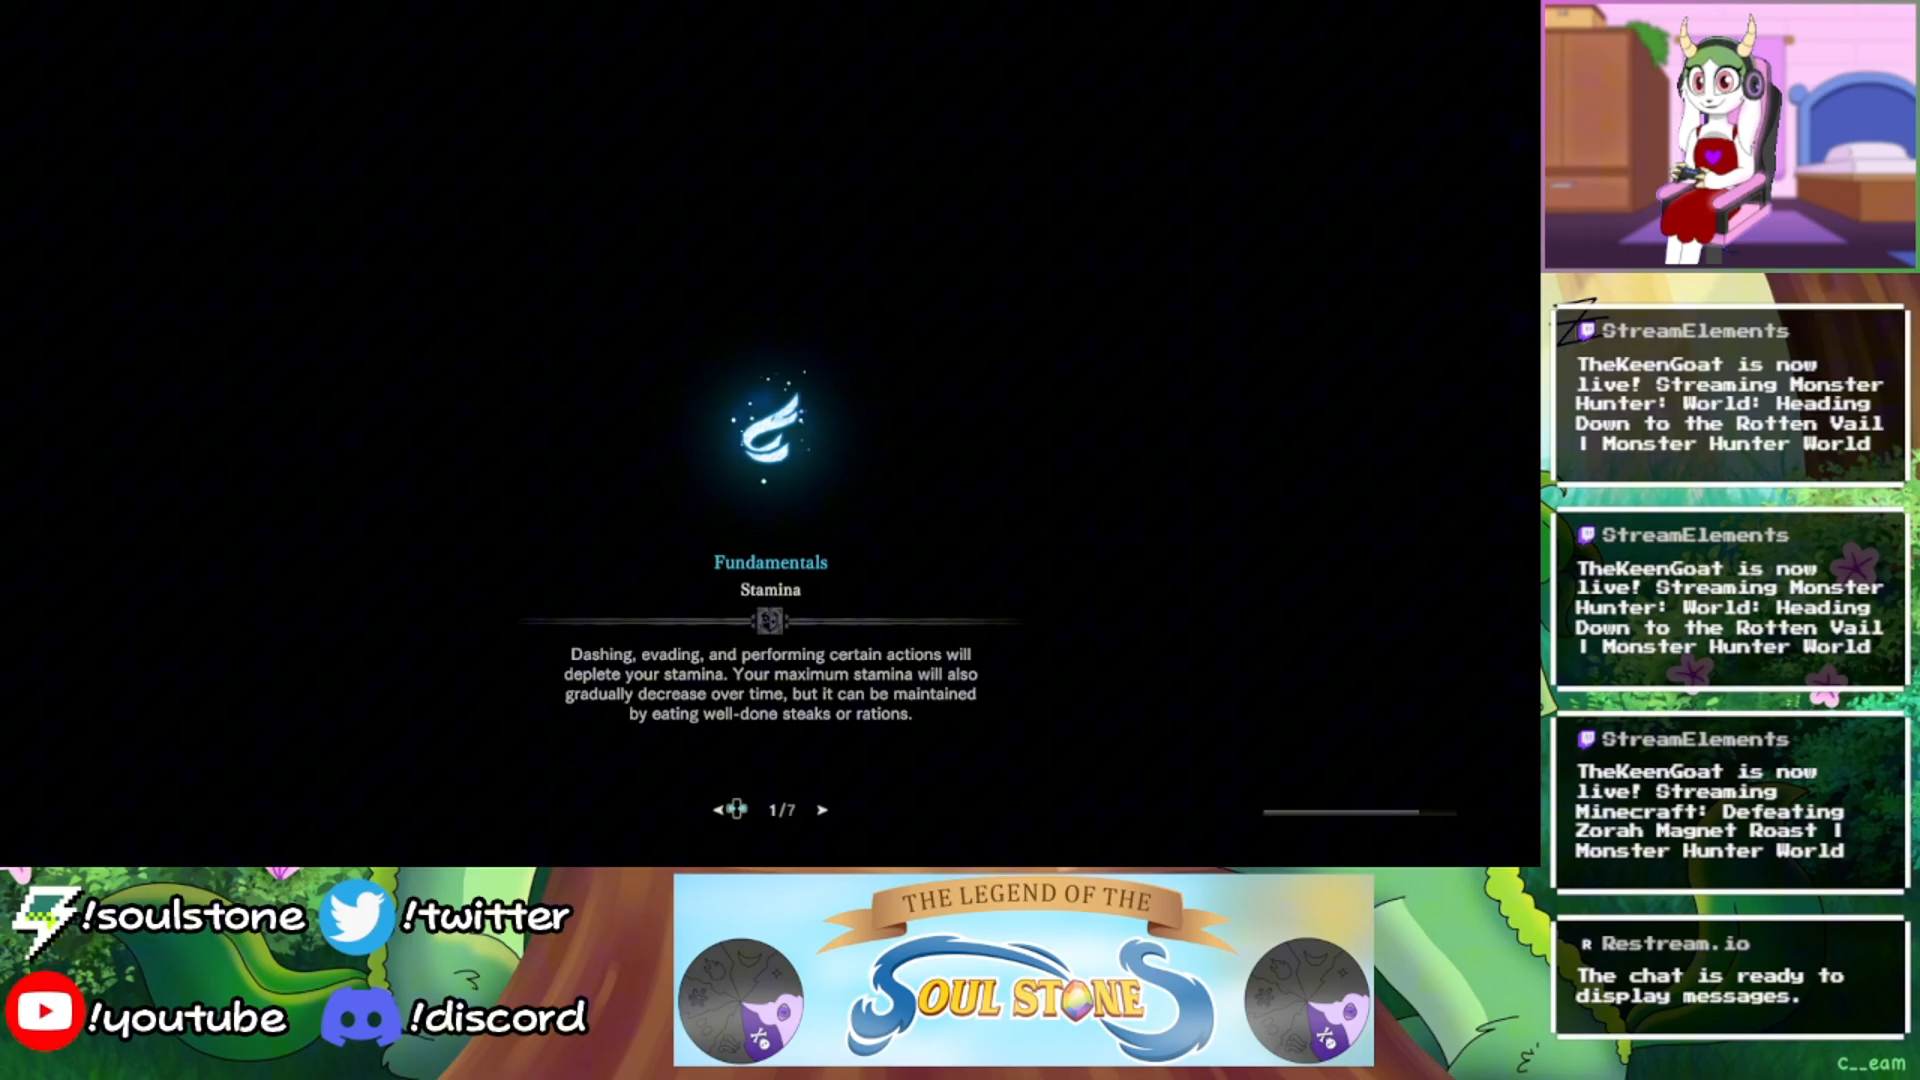 Fundamentals
Stamina
Dashing, evading, and performing certain actions will
deplete your stamina. Your maximum stamina will also
gradually decrease over time, but it can be maintained
by eating well-done steaks or rations.
1/7
StreamElements
TheKeenGoat is now
live! Streaming Monster
Hunter: World: Heading
Down to the Rotten Vail
| Monster Hunter World
StreamElements
TheKeenGoat is now
live! Streaming Monster
Hunter: World: Heading
Down to the Rotten Vail
| Monster Hunter World
StreamElements
TheKeenGoat is now
live! Streaming
Minecraft: Defeating
Zorah Magnet Roast |
Monster Hunter World
R Restream.io
The chat is ready to
display messages.
!soulstone
!twitter
!youtube
!discord
THE LEGEND OF THE
SOUL STONES
c__eam